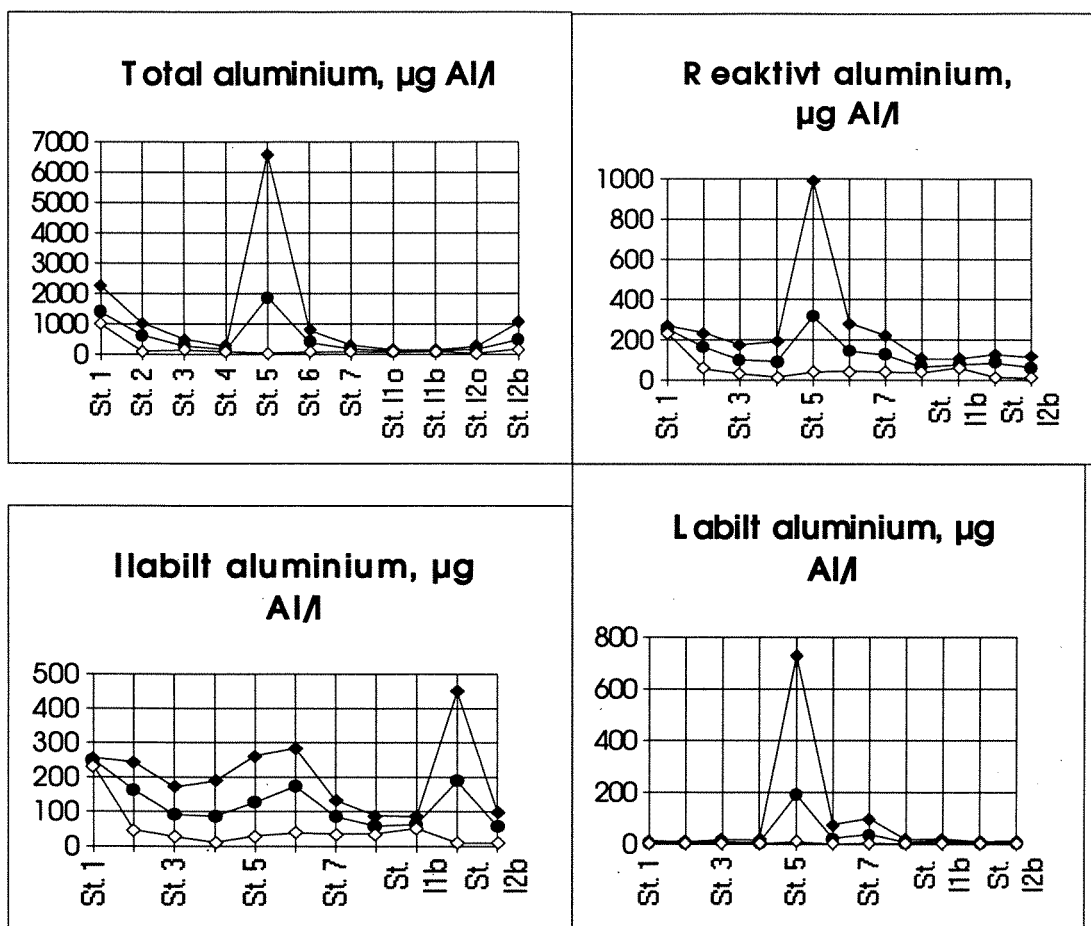 Total aluminium, µg Al/l
7000
6000
5000
4000
3000
2000
1000
0
St. 1
St. 2
St. 3
St. 4
St. 5
St. 6
St. 7
St. I1o
St. I1b
St. I2o
St. I2b
Reaktivt aluminium,
µg Al/l
1000
800
600
400
200
0
St. 1
St. 3
St. 5
St. 7
St.
I1b
St.
I2b
Illabilt aluminium, µg
Al/l
500
400
300
200
100
0
St. 1
St. 3
St. 5
St. 7
St.
I1b
St.
I2b
Labilt aluminium, µg
Al/l
800
600
400
200
0
St. 1
St. 3
St. 5
St. 7
St.
I1b
St.
I2b